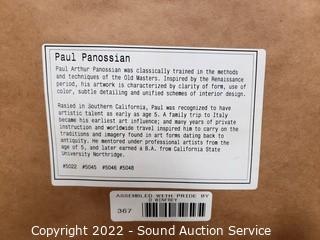 Paul Panossian
Paul Arthur Panossian was classically trained in the methods
and techniques of the Old Masters. Inspired by the Renaissance
period, his artwork is characterized by clarity of form, use of
color, subtle detailing and unified schemes of interior design.
Rasied in Southern California, Paul was recognized to have
artistic talent as early as age 5. A family trip to Italy
became his earliest art influence; and many years of private
instruction and worldwide travel inspired him to carry on the
traditions and imagery found in art forms dating back to
antiquity. He mentored under professional artists from the
age of 5, and later earned a B.A. from California State
University Northridge.
#5022 #5045 #5046 #5048
ASSEMBLED WITH PRIDE BY
D WINFREY
367
Copyright 2022 - Sound Auction Service